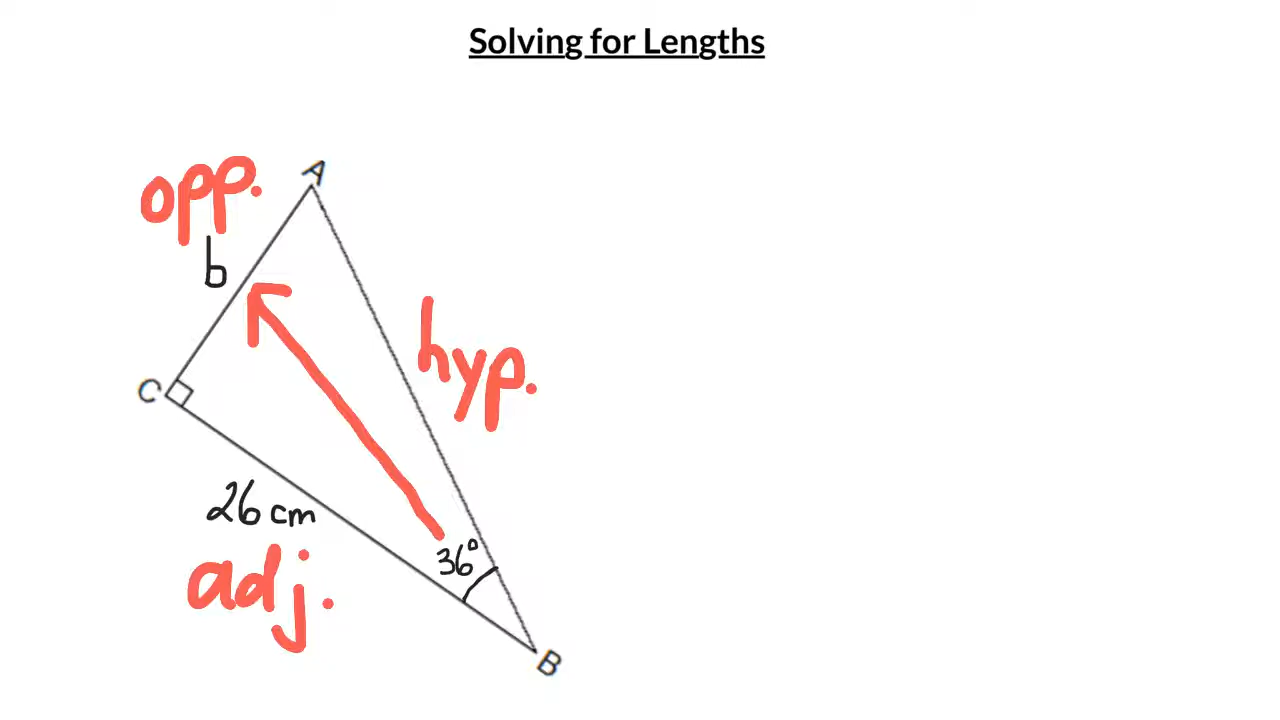 Solving for Lengths
A
opp.
b
hyp.
C
26 cm
36°
adj.
B